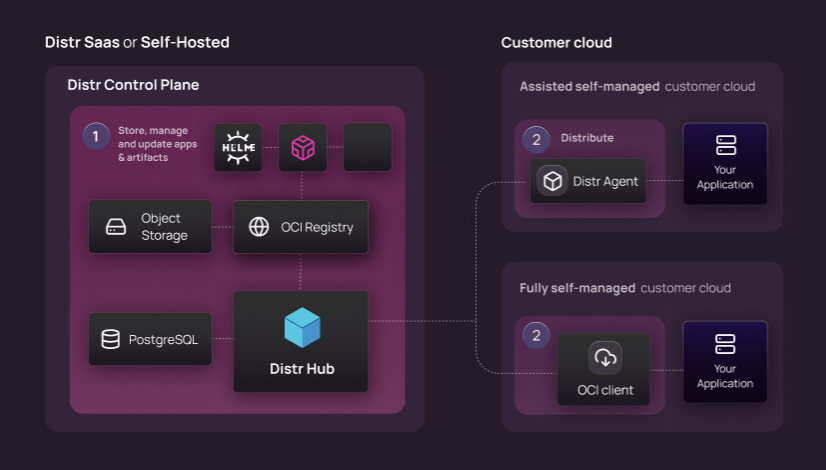 Distr Saas or Self-Hosted
Distr Control Plane
1
Store, manage
and update apps
& artifacts
HELM
Object
Storage
OCI Registry
PostgreSQL
Distr Hub
Customer cloud
Assisted self-managed customer cloud
2
Distribute
Distr Agent
Your
Application
Fully self-managed customer cloud
2
OCI client
Your
Application